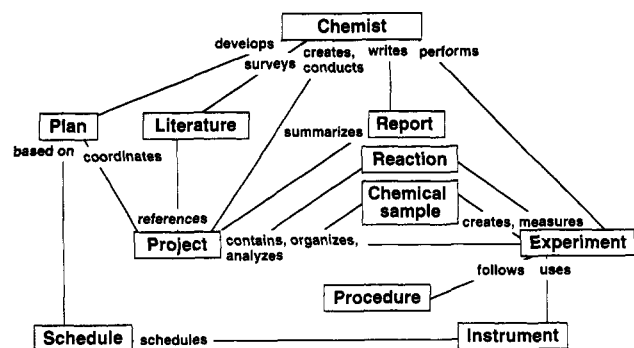 Chemist
develops
surveys
creates,
conducts
writes
performs
Plan
Literature
summarizes
Report
based on
coordinates
Reaction
Chemical
sample
references
creates, measures
Project
contains, organizes,
analyzes
Experiment
follows
uses
Procedure
Schedule
schedules
Instrument